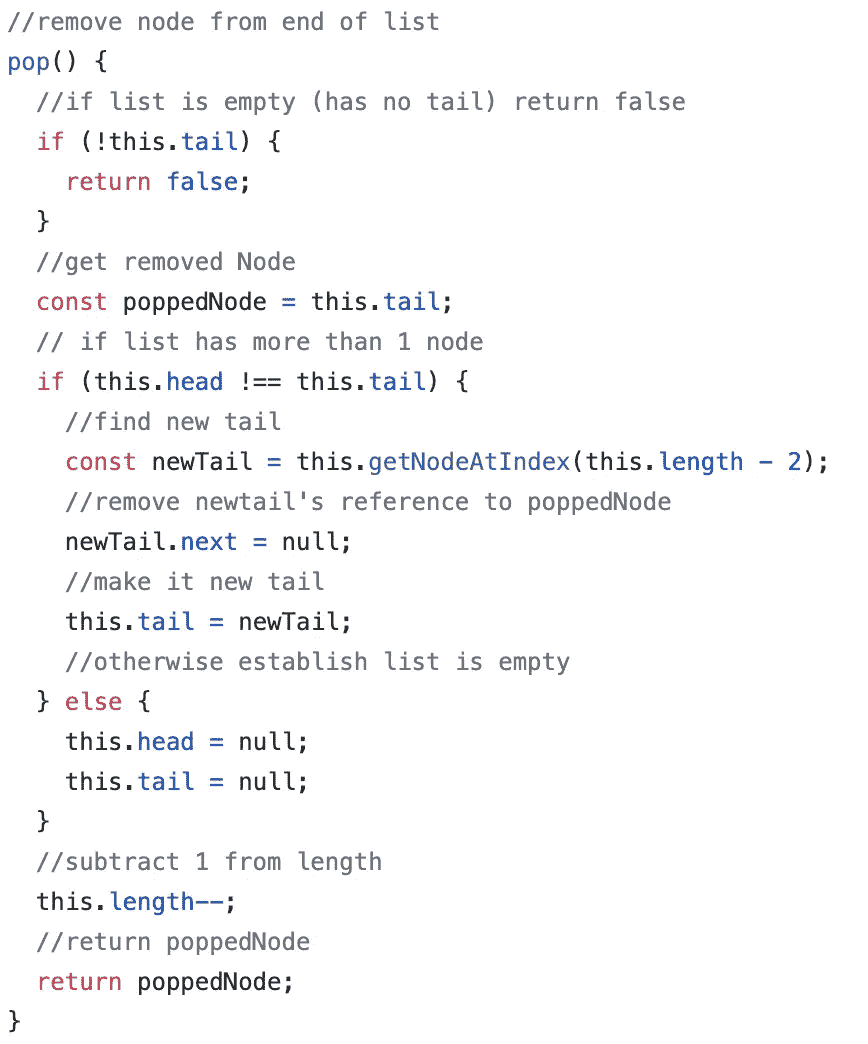 //remove node from end of list
pop() {
  //if list is empty (has no tail) return false
  if (!this.tail) {
    return false;
  }
  //get removed Node
  const poppedNode = this.tail;
  // if list has more than 1 node
  if (this.head !== this.tail) {
    //find new tail
    const newTail = this.getNodeAtIndex(this.length - 2);
    //remove newtail's reference to poppedNode
    newTail.next = null;
    //make it new tail
    this.tail = newTail;
    //otherwise establish list is empty
  } else {
    this.head = null;
    this.tail = null;
  }
  //subtract 1 from length
  this.length--;
  //return poppedNode
  return poppedNode;
}